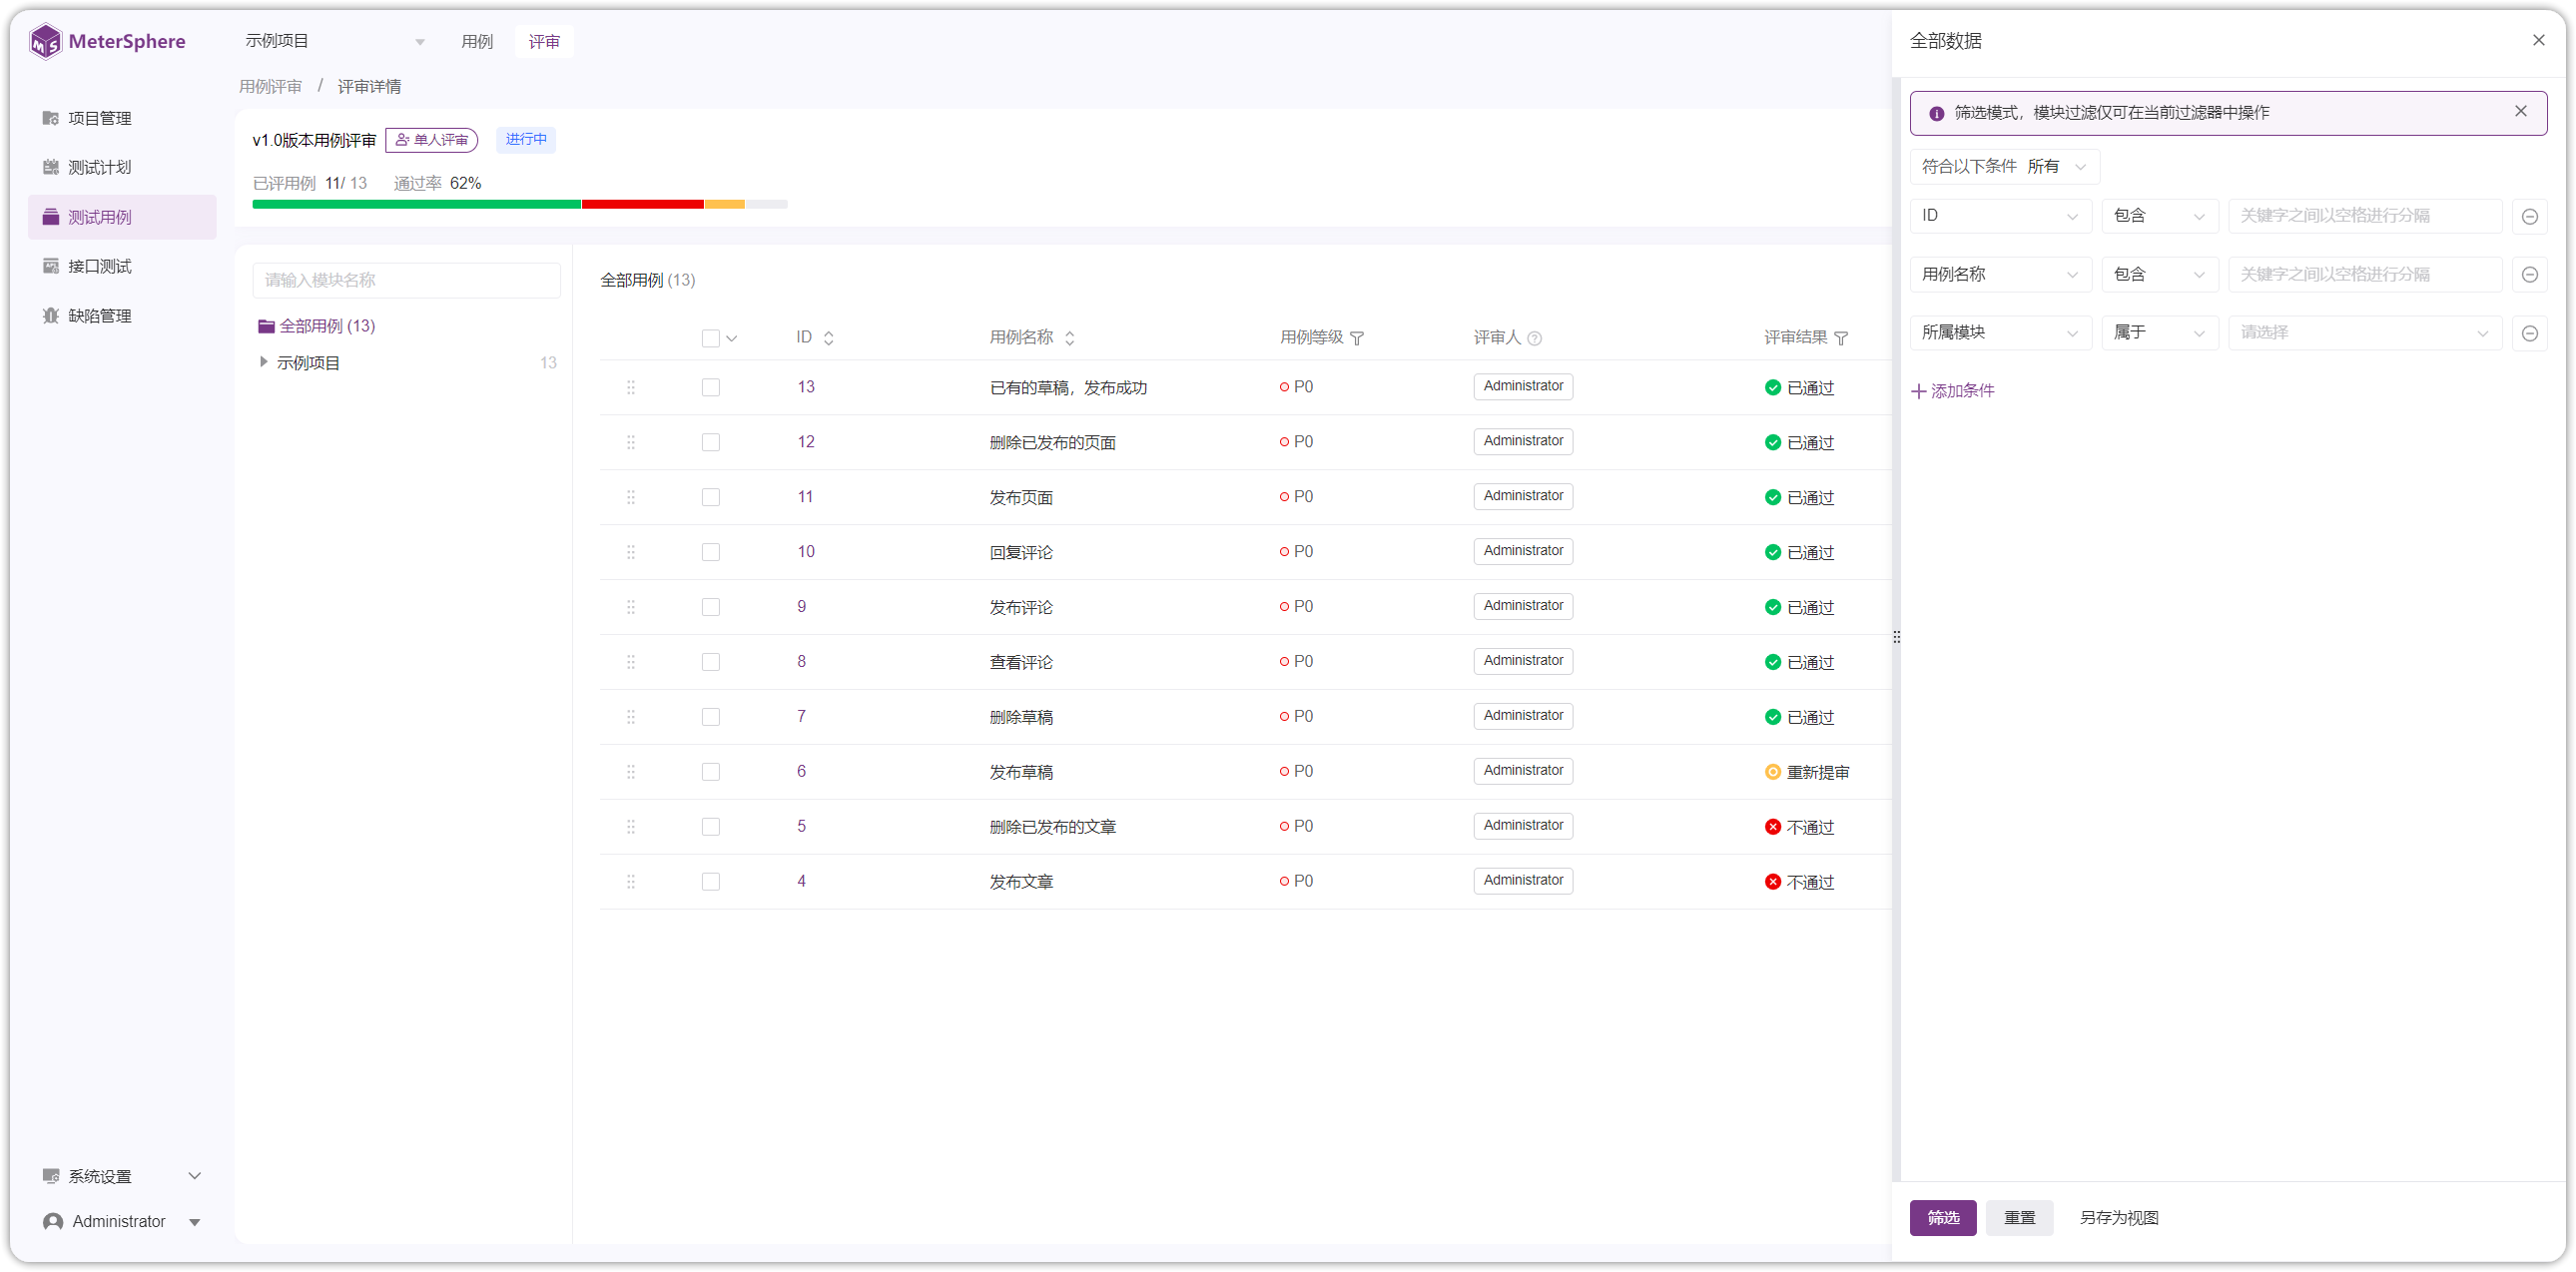 MeterSphere
示例项目
用例
评审
用例评审 / 评审详情
项目管理
测试计划
测试用例
接口测试
缺陷管理
系统设置
Administrator
v1.0版本用例评审 单人评审 进行中
已评用例 11/ 13 通过率 62%
请输入模块名称
全部用例 (13)
示例项目 13
全部用例 (13)
ID 用例名称 用例等级 评审人 评审结果
13 已有的草稿，发布成功 P0 Administrator 已通过
12 删除已发布的页面 P0 Administrator 已通过
11 发布页面 P0 Administrator 已通过
10 回复评论 P0 Administrator 已通过
9 发布评论 P0 Administrator 已通过
8 查看评论 P0 Administrator 已通过
7 删除草稿 P0 Administrator 已通过
6 发布草稿 P0 Administrator 重新提审
5 删除已发布的文章 P0 Administrator 不通过
4 发布文章 P0 Administrator 不通过
全部数据
筛选模式，模块过滤仅可在当前过滤器中操作
符合以下条件 所有
ID 包含 关键字之间以空格进行分隔
用例名称 包含 关键字之间以空格进行分隔
所属模块 属于 请选择
添加条件
筛选 重置 另存为视图